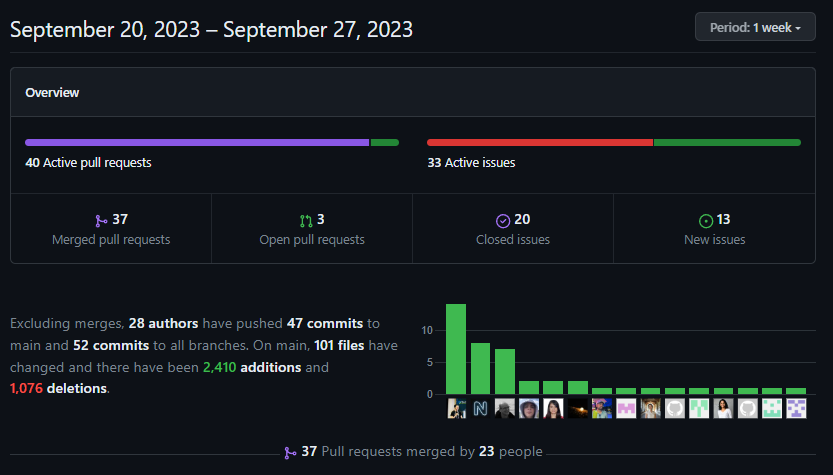 September 20, 2023 – September 27, 2023
Period: 1 week
Overview
40 Active pull requests
33 Active issues
37
Merged pull requests
3
Open pull requests
20
Closed issues
13
New issues
Excluding merges, 28 authors have pushed 47 commits to
main and 52 commits to all branches. On main, 101 files have
changed and there have been 2,410 additions and
1,076 deletions.
10
5
0
N
37 Pull requests merged by 23 people